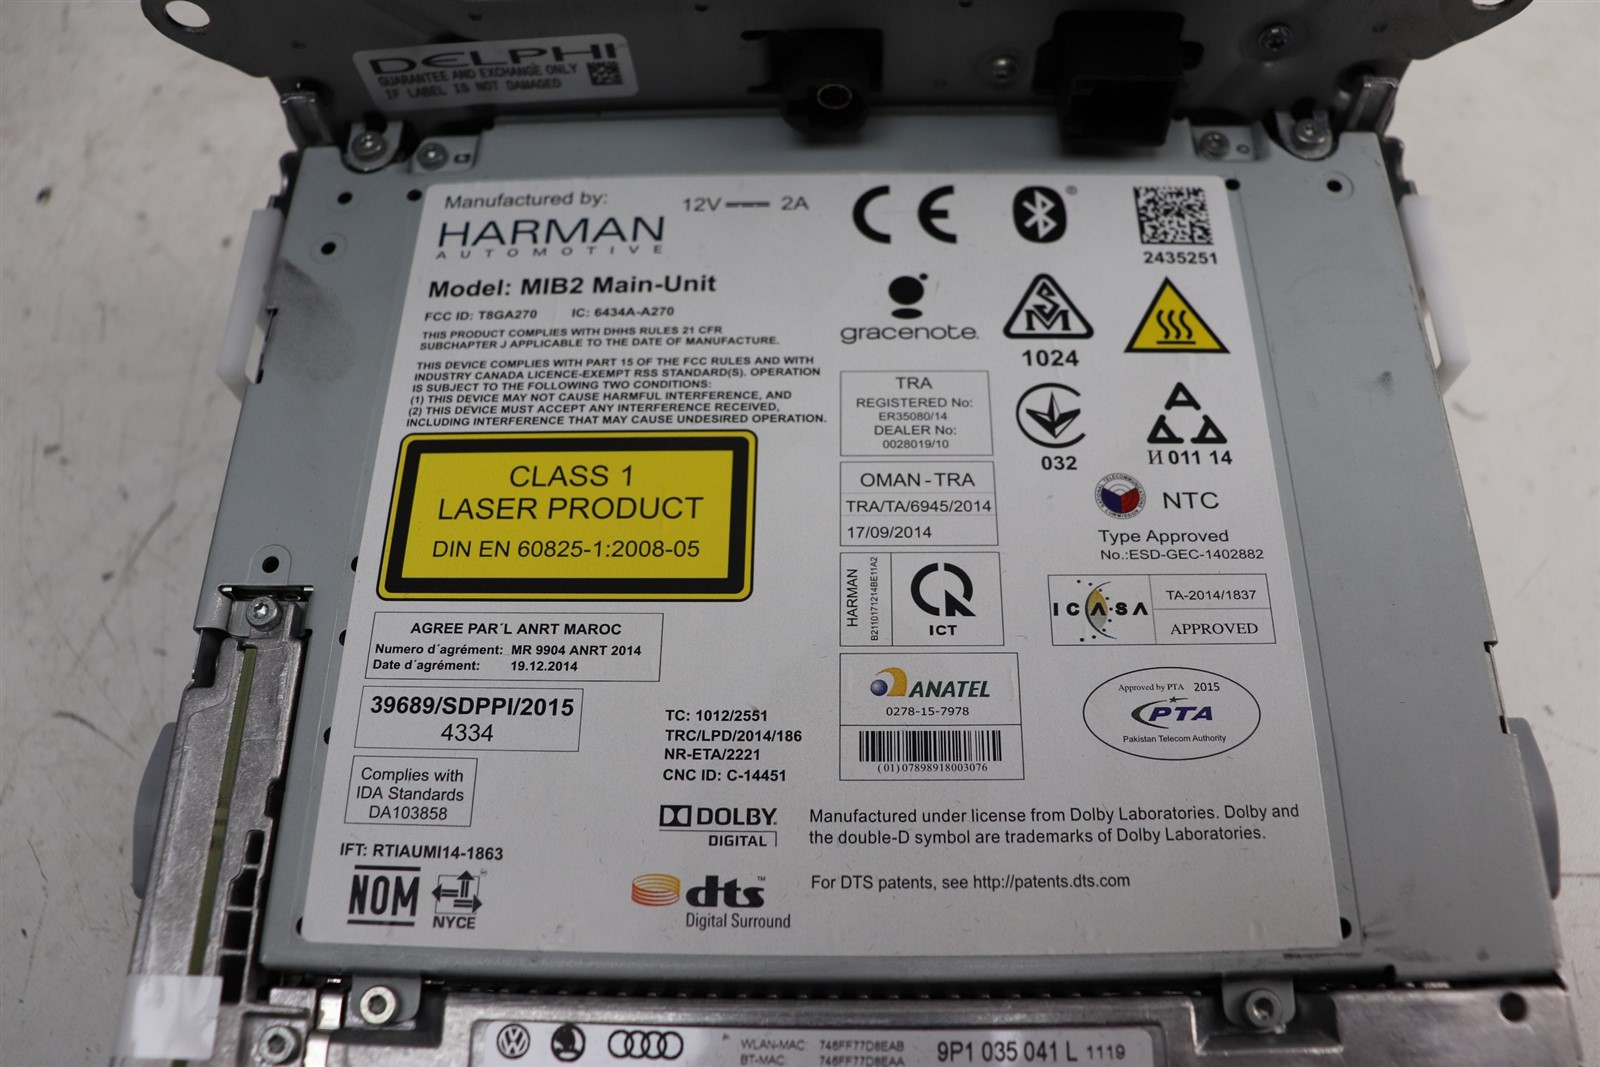 DELPHI
GUARANTEE AND EXCHANGE ONLY
IF LABEL IS NOT DAMAGED
Manufactured by:
12V 2A
HARMAN
AUTOMOTIVE
Model: MIB2 Main-Unit
FCC ID: T8GA270 IC: 6434A-A270
THIS PRODUCT COMPLIES WITH DHHS RULES 21 CFR
SUBCHAPTER J APPLICABLE TO THE DATE OF MANUFACTURE.
THIS DEVICE COMPLIES WITH PART 15 OF THE FCC RULES AND WITH
INDUSTRY CANADA LICENCE-EXEMPT RSS STANDARD(S). OPERATION
IS SUBJECT TO THE FOLLOWING TWO CONDITIONS:
(1) THIS DEVICE MAY NOT CAUSE HARMFUL INTERFERENCE, AND
(2) THIS DEVICE MUST ACCEPT ANY INTERFERENCE RECEIVED,
INCLUDING INTERFERENCE THAT MAY CAUSE UNDESIRED OPERATION.
CLASS 1
LASER PRODUCT
DIN EN 60825-1:2008-05
AGREE PAR´L ANRT MAROC
Numero d´agrément: MR 9904 ANRT 2014
Date d´agrément: 19.12.2014
39689/SDPPI/2015
4334
Complies with
IDA Standards
DA103858
IFT: RTIAUMI14-1863
NOM
NYCE
TC: 1012/2551
TRC/LPD/2014/186
NR-ETA/2221
CNC ID: C-14451
DOLBY
DIGITAL
dts™
Digital Surround
CE
®
2435251
gracenote.
1024
TRA
REGISTERED No:
ER35080/14
DEALER No:
0028019/10
032
И 011 14
OMAN - TRA
TRA/TA/6945/2014
17/09/2014
NTC
Type Approved
No.:ESD-GEC-1402882
HARMAN
B2110171214BE11A2
ICT
ICASA
TA-2014/1837
APPROVED
ANATEL
0278-15-7978
(01)07898918003076
Approved by PTA 2015
PTA
Pakistan Telecom Authority
Manufactured under license from Dolby Laboratories. Dolby and
the double-D symbol are trademarks of Dolby Laboratories.
For DTS patents, see http://patents.dts.com
WLAN-MAC: 746FF77D8EAB
BT-MAC: 746FF77D8EAA
9P1 035 041 L 1119